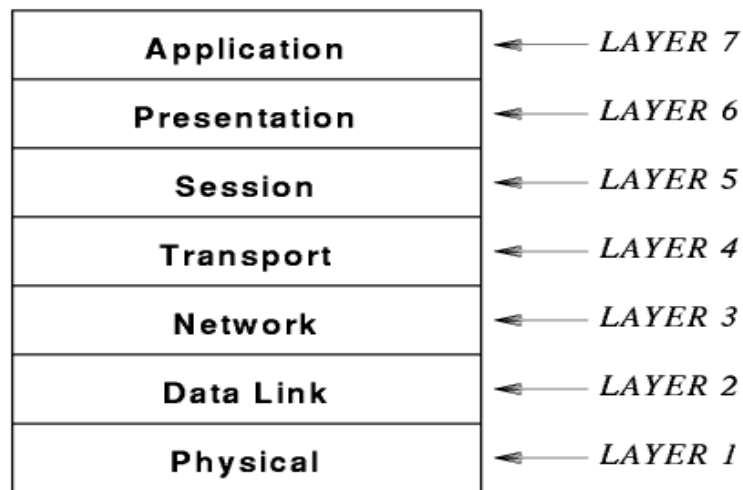 Application LAYER 7
Presentation LAYER 6
Session LAYER 5
Transport LAYER 4
Network LAYER 3
Data Link LAYER 2
Physical LAYER 1